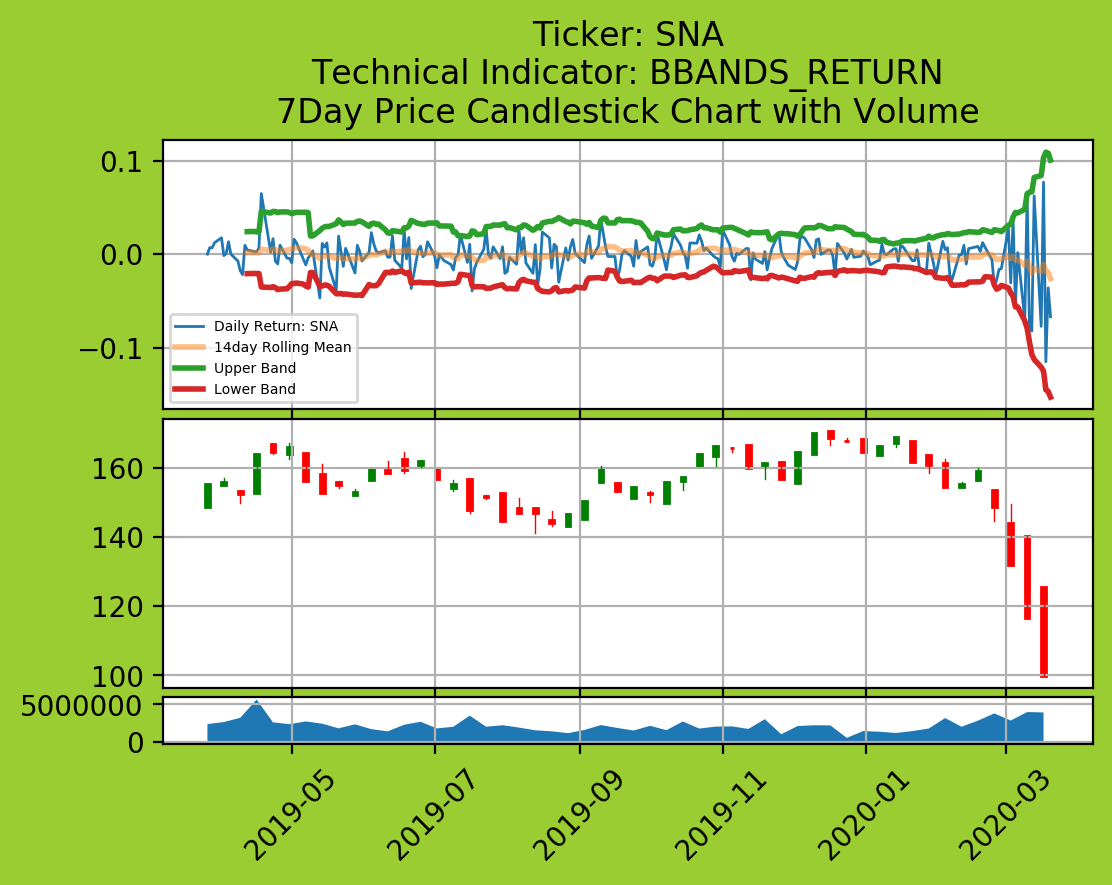 Ticker: SNA
Technical Indicator: BBANDS_RETURN
7Day Price Candlestick Chart with Volume
0.1
0.0
−0.1
Daily Return: SNA
14day Rolling Mean
Upper Band
Lower Band
160
140
120
100
5000000
0
2019-05
2019-07
2019-09
2019-11
2020-01
2020-03